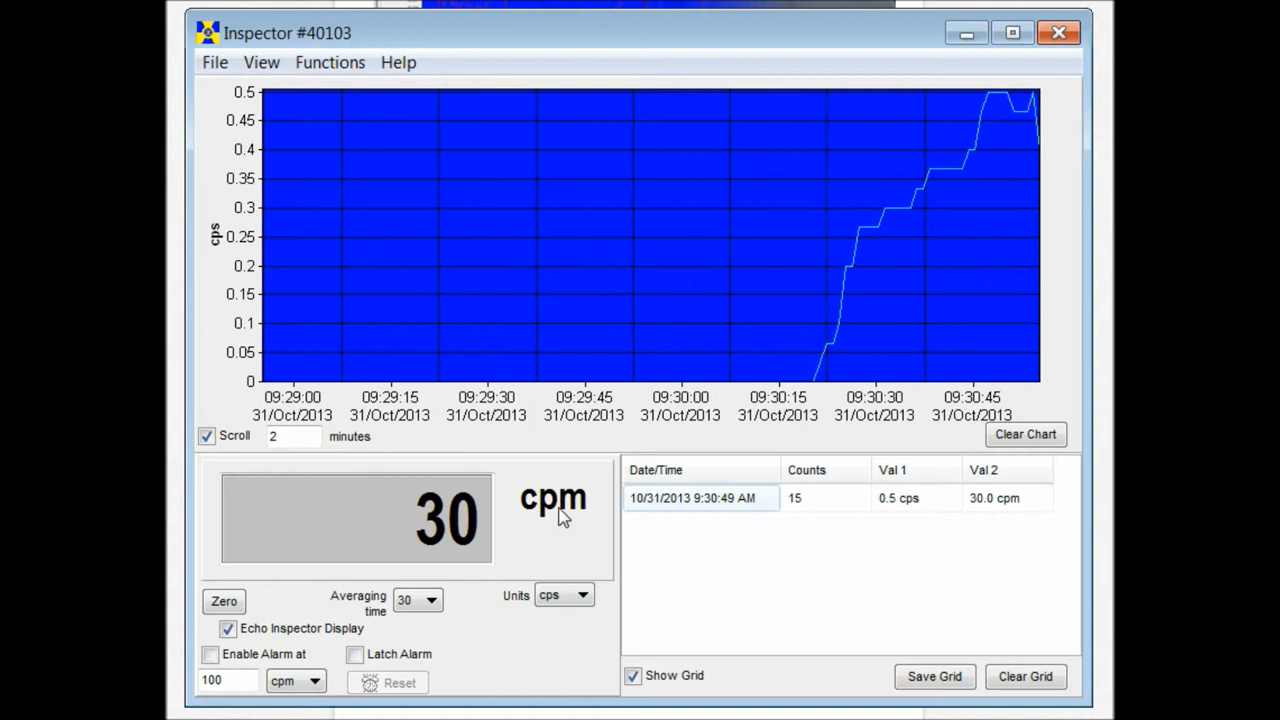 Inspector #40103
File View Functions Help
0.5
0.45
0.4
0.35
0.3
0.25
0.2
0.15
0.1
0.05
0
cps
09:29:00 09:29:15 09:29:30 09:29:45 09:30:00 09:30:15 09:30:30 09:30:45
31/Oct/2013 31/Oct/2013 31/Oct/2013 31/Oct/2013 31/Oct/2013 31/Oct/2013 31/Oct/2013 31/Oct/2013
Scroll 2 minutes Clear Chart
30 cpm
Zero Averaging time 30 Units cps
Echo Inspector Display
Enable Alarm at Latch Alarm
100 cpm Reset
Date/Time Counts Val 1 Val 2
10/31/2013 9:30:49 AM 15 0.5 cps 30.0 cpm
Show Grid Save Grid Clear Grid